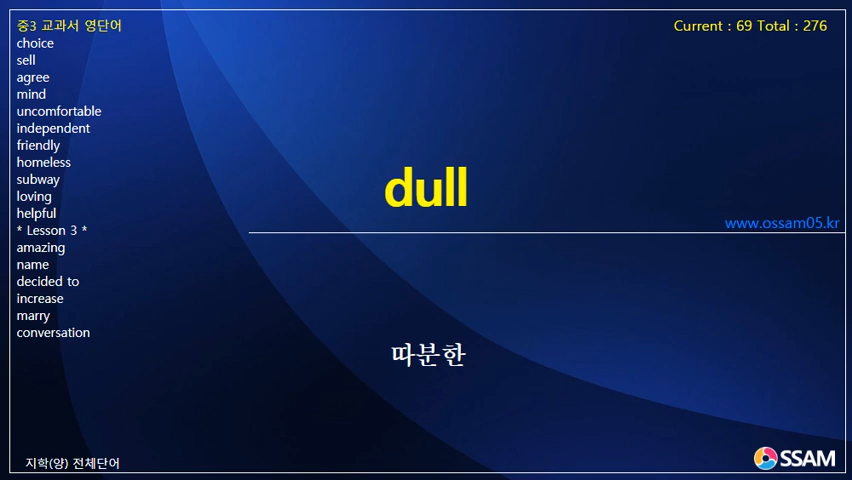 중3 교과서 영단어
Current : 69 Total : 276
choice
sell
agree
mind
uncomfortable
independent
friendly
homeless
subway
loving
helpful
* Lesson 3 *
amazing
name
decided to
increase
marry
conversation
dull
www.ossam05.kr
따분한
지학(양) 전체단어
OSSAM